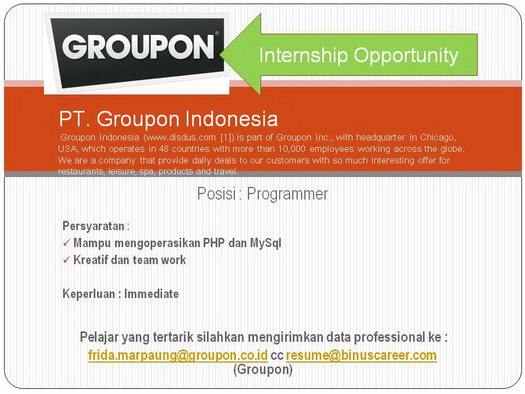 GROUPON®
Internship Opportunity
PT. Groupon Indonesia
Groupon Indonesia (www.disdus.com [1]) is part of Groupon Inc., with headquarter in Chicago,
USA, which operates in 48 countries with more than 10,000 employees working across the globe.
We are a company that provide daily deals to our customers with so much interesting offer for
restaurants, leisure, spa, products and travel.
Posisi : Programmer
Persyaratan :
✓ Mampu mengoperasikan PHP dan MySql
✓ Kreatif dan team work
Keperluan : Immediate
Pelajar yang tertarik silahkan mengirimkan data professional ke :
frida.marpaung@groupon.co.id cc resume@binuscareer.com
(Groupon)